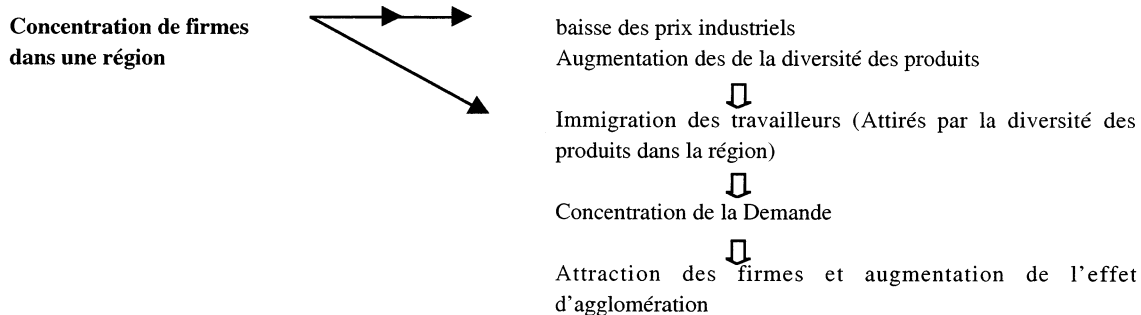 Concentration de firmes
dans une région
baisse des prix industriels
Augmentation des de la diversité des produits
Immigration des travailleurs (Attirés par la diversité des
produits dans la région)
Concentration de la Demande
Attraction des firmes et augmentation de l'effet
d'agglomération